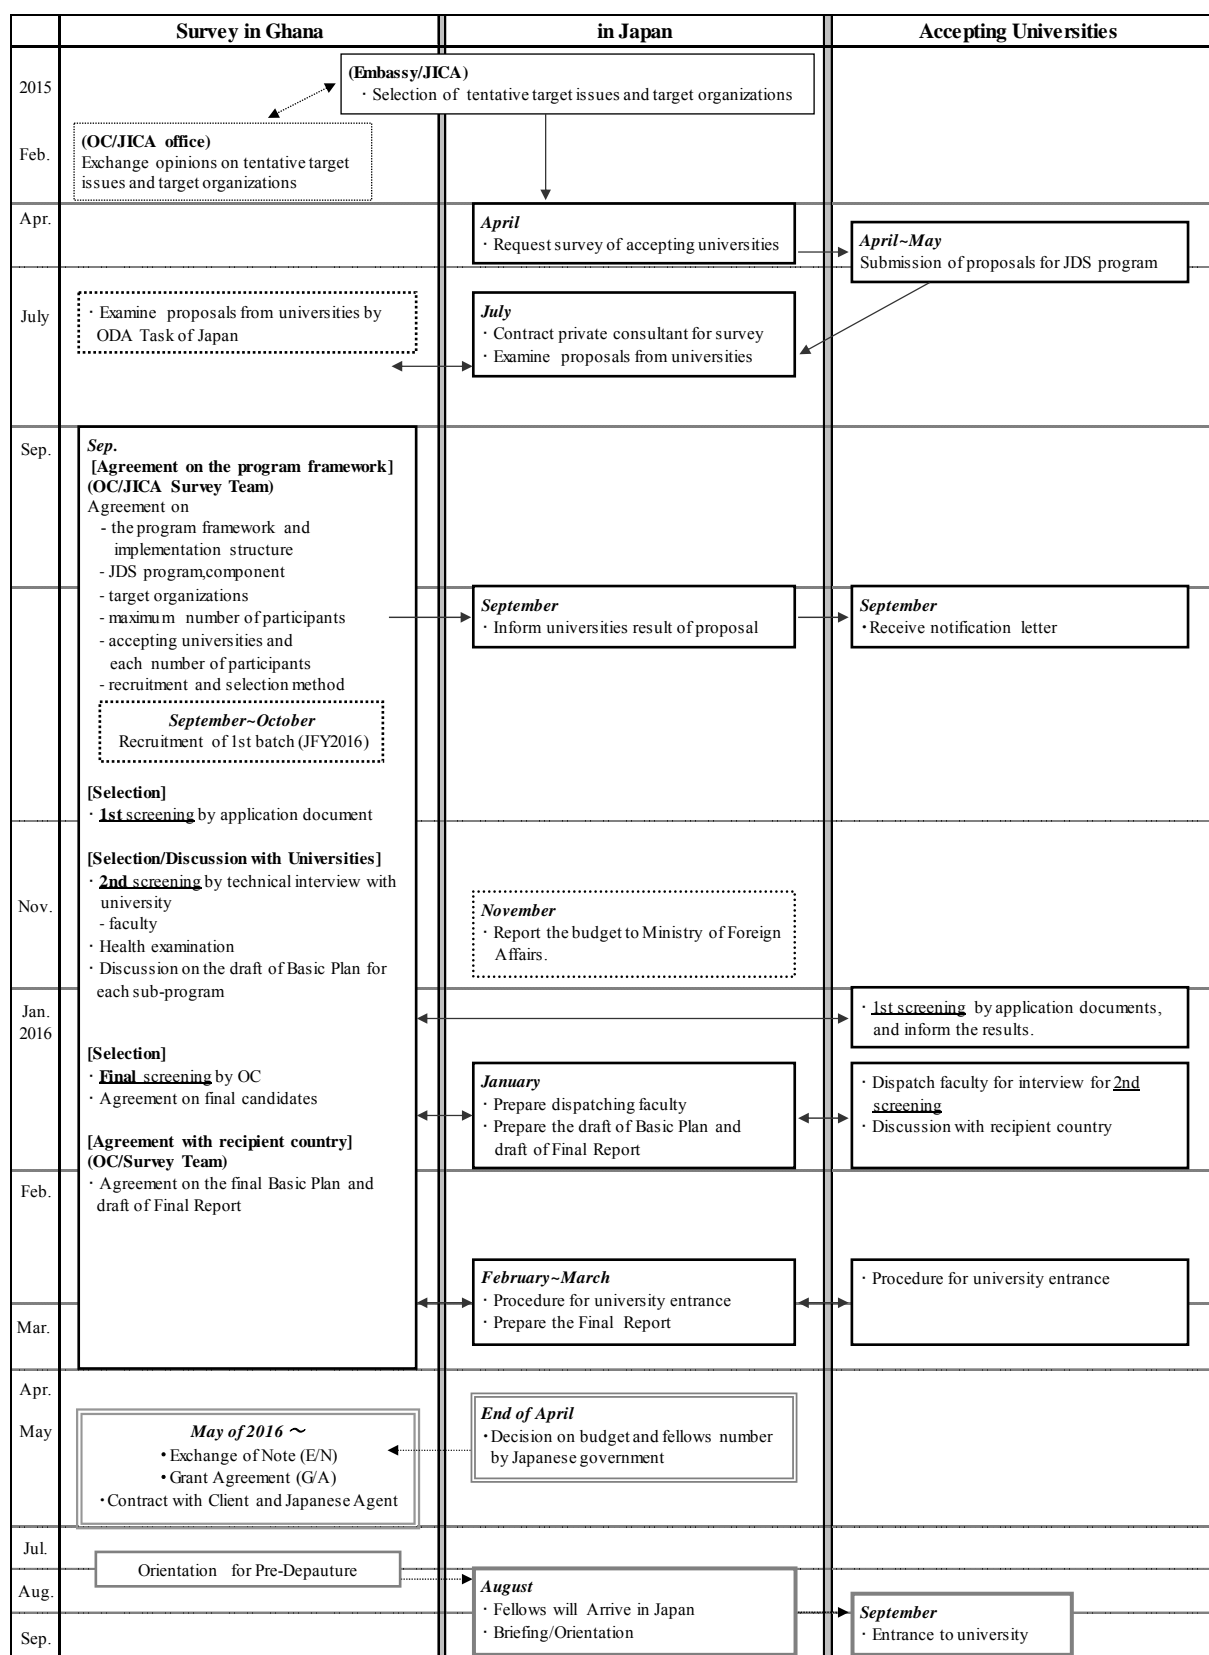 Survey in Ghana
in Japan
Accepting Universities
2015
(Embassy/JICA)
・Selection of tentative target issues and target organizations
Feb.
(OC/JICA office)
Exchange opinions on tentative target
issues and target organizations
Apr.
April
・Request survey of accepting universities
April~May
Submission of proposals for JDS program
July
・Examine proposals from universities by
ODA Task of Japan
July
・Contract private consultant for survey
・Examine proposals from universities
Sep.
Sep.
[Agreement on the program framework]
(OC/JICA Survey Team)
Agreement on
- the program framework and
implementation structure
- JDS program,component
- target organizations
- maximum number of participants
- accepting universities and
each number of participants
- recruitment and selection method
September
・Inform universities result of proposal
September
・Receive notification letter
September~October
Recruitment of 1st batch (JFY2016)
[Selection]
・1st screening by application document
[Selection/Discussion with Universities]
・2nd screening by technical interview with
university
- faculty
・Health examination
・Discussion on the draft of Basic Plan for
each sub-program
Nov.
November
・Report the budget to Ministry of Foreign
Affairs.
Jan.
2016
・1st screening by application documents,
and inform the results.
[Selection]
・Final screening by OC
・Agreement on final candidates
January
・Prepare dispatching faculty
・Prepare the draft of Basic Plan and
draft of Final Report
・Dispatch faculty for interview for 2nd
screening
・Discussion with recipient country
[Agreement with recipient country]
(OC/Survey Team)
・Agreement on the final Basic Plan and
draft of Final Report
Feb.
February~March
・Procedure for university entrance
・Prepare the Final Report
・Procedure for university entrance
Mar.
Apr.
May
End of April
・Decision on budget and fellows number
by Japanese government
May of 2016 ～
・Exchange of Note (E/N)
・Grant Agreement (G/A)
・Contract with Client and Japanese Agent
Jul.
Orientation for Pre-Depauture
Aug.
August
・Fellows will Arrive in Japan
・Briefing/Orientation
September
・Entrance to university
Sep.